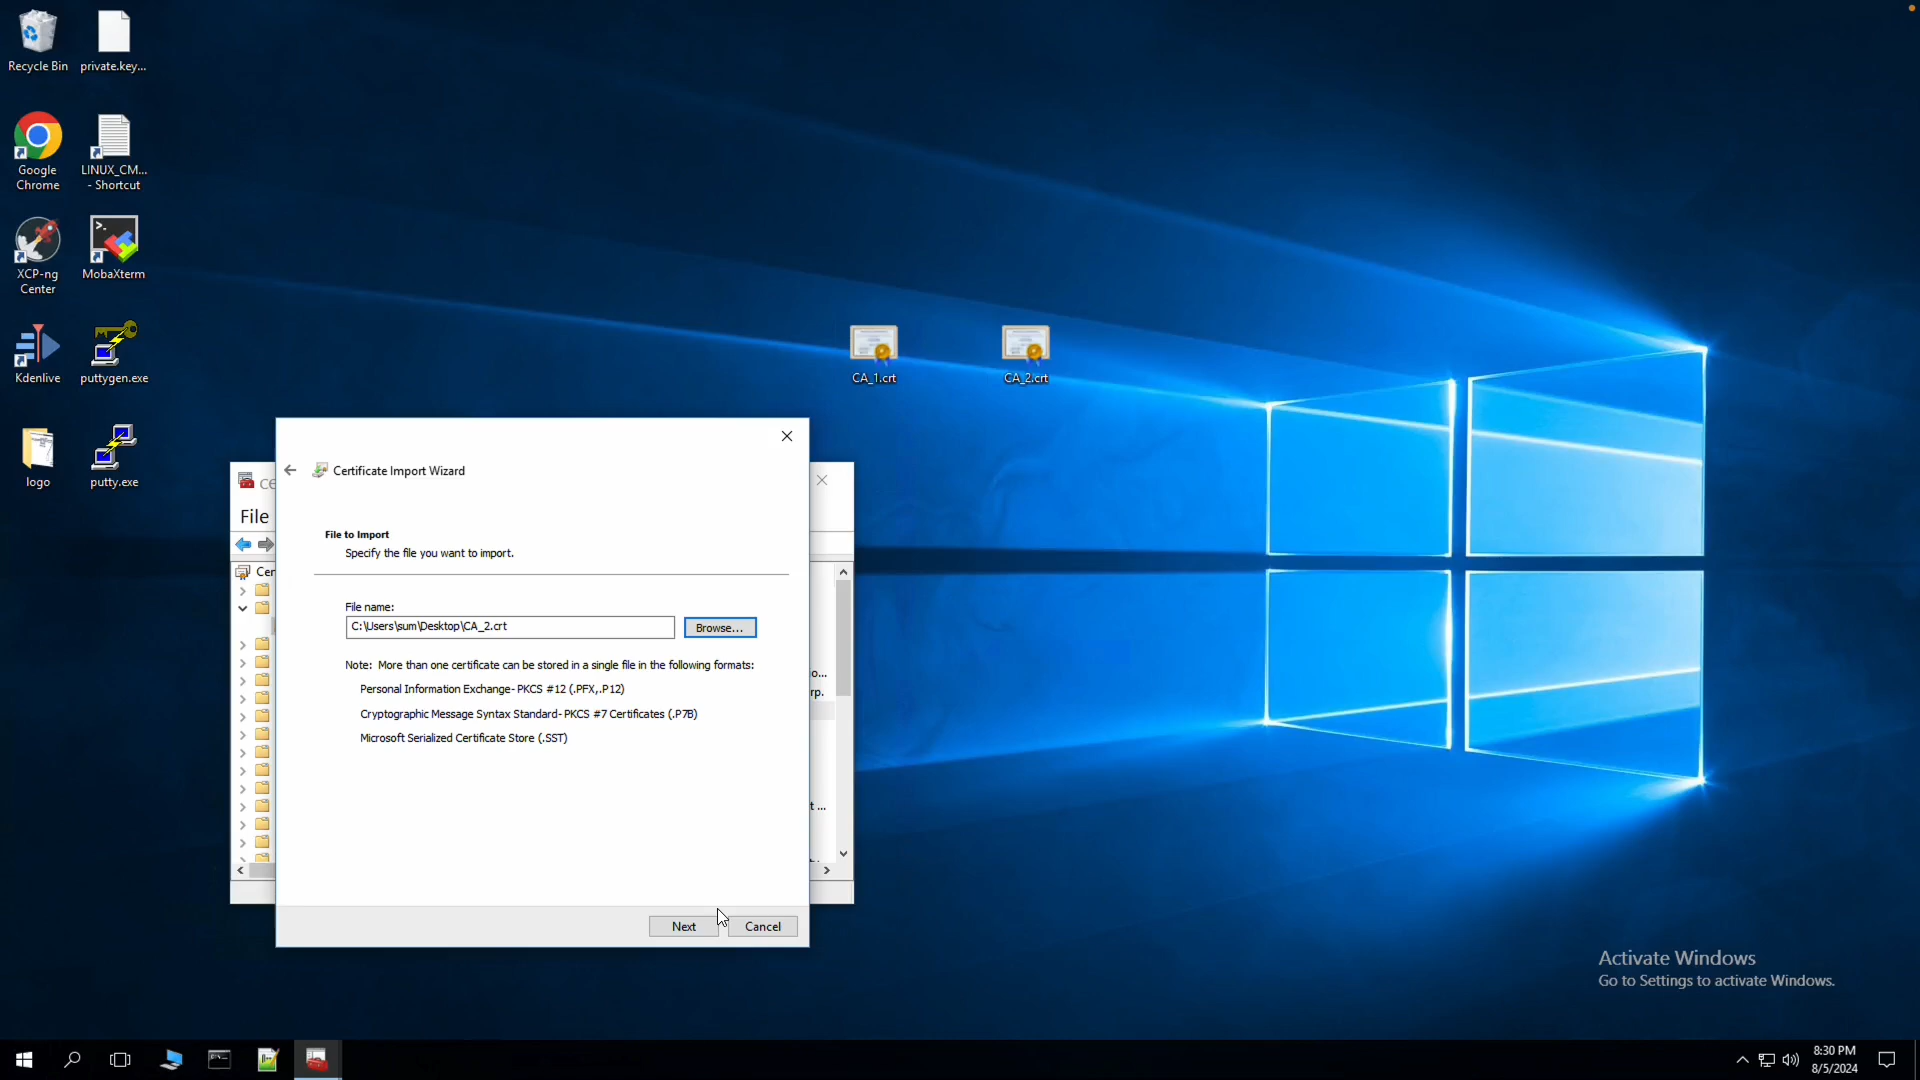 Recycle Bin
private.key...
Google
Chrome
LINUX_CM...
- Shortcut
XCP-ng
Center
MobaXterm
Kdenlive
puttygen.exe
logo
putty.exe
CA_1.crt
CA_2.crt
ce
File
Cer
Certificate Import Wizard
File to Import
Specify the file you want to import.
File name:
C:\Users\sum\Desktop\CA_2.crt
Browse...
Note: More than one certificate can be stored in a single file in the following formats:
Personal Information Exchange- PKCS #12 (.PFX,.P12)
Cryptographic Message Syntax Standard- PKCS #7 Certificates (.P7B)
Microsoft Serialized Certificate Store (.SST)
o...
rp.
t ...
Next
Cancel
Activate Windows
Go to Settings to activate Windows.
8:30 PM
8/5/2024